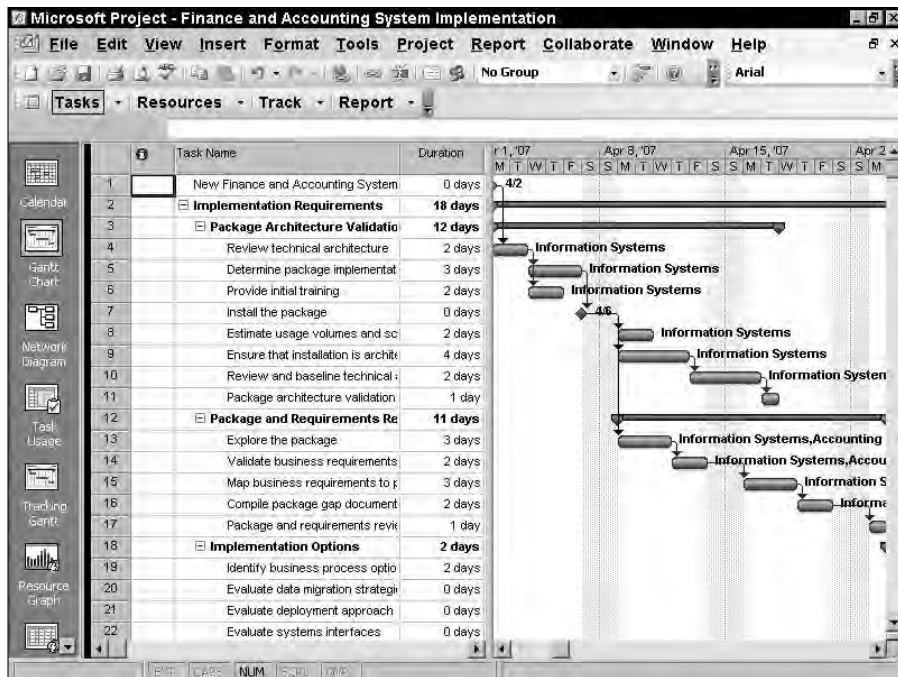 Microsoft Project - Finance and Accounting System Implementation
File Edit View Insert Format Tools Project Report Collaborate Window Help
No Group Arial
Tasks Resources Track Report
Task Name Duration r 1, '07 Apr 8, '07 Apr 15, '07 Apr 2
M T W T F S S M T W T F S S M T W T F S S M
1 New Finance and Accounting System 0 days 4/2
2 Implementation Requirements 18 days
3 Package Architecture Validatio 12 days
4 Review technical architecture 2 days Information Systems
5 Determine package implementat 3 days Information Systems
6 Provide initial training 2 days Information Systems
7 Install the package 0 days 4/6
8 Estimate usage volumes and sc 2 days Information Systems
9 Ensure that installation is archite 4 days Information Systems
10 Review and baseline technical 2 days Information System
11 Package architecture validation 1 day
12 Package and Requirements Re 11 days
13 Explore the package 3 days Information Systems,Accounting
14 Validate business requirements 2 days Information Systems,Accou
15 Map business requirements to p 3 days Information S
16 Compile package gap document 2 days Informa
17 Package and requirements revie 1 day
18 Implementation Options 2 days
19 Identify business process optio 2 days
20 Evaluate data migration strategi 0 days
21 Evaluate deployment approach 0 days
22 Evaluate systems interfaces 0 days
Calendar
Gantt Chart
Network Diagram
Task Usage
Tracking Gantt
Resource Graph
EXT CAPS NUM SCRL OVR